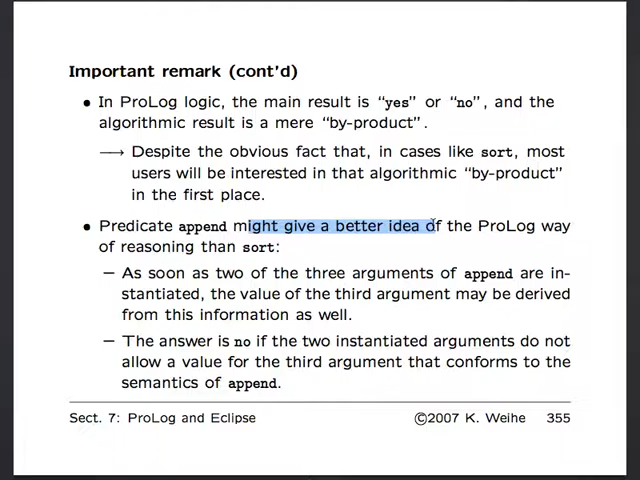 Important remark (cont'd)
• In ProLog logic, the main result is “yes” or “no”, and the
algorithmic result is a mere “by-product”.
⟶ Despite the obvious fact that, in cases like sort, most
users will be interested in that algorithmic “by-product”
in the first place.
• Predicate append might give a better idea of the ProLog way
of reasoning than sort:
– As soon as two of the three arguments of append are in-
stantiated, the value of the third argument may be derived
from this information as well.
– The answer is no if the two instantiated arguments do not
allow a value for the third argument that conforms to the
semantics of append.
Sect. 7: ProLog and Eclipse ©2007 K. Weihe 355